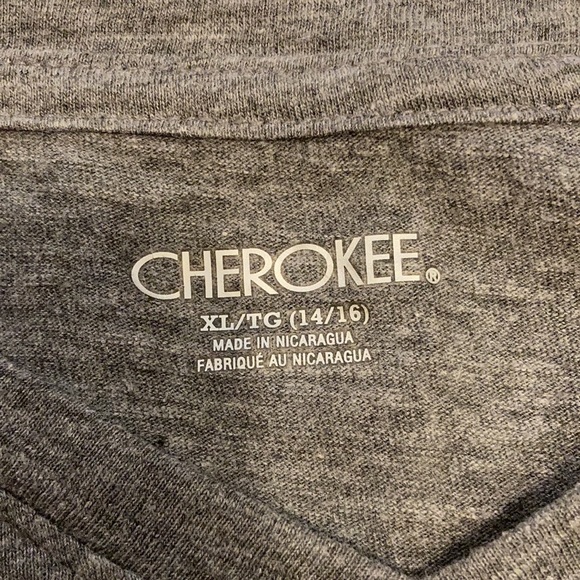 CHEROKEE®
XL/TG (14/16)
MADE IN NICARAGUA
FABRIQUÉ AU NICARAGUA